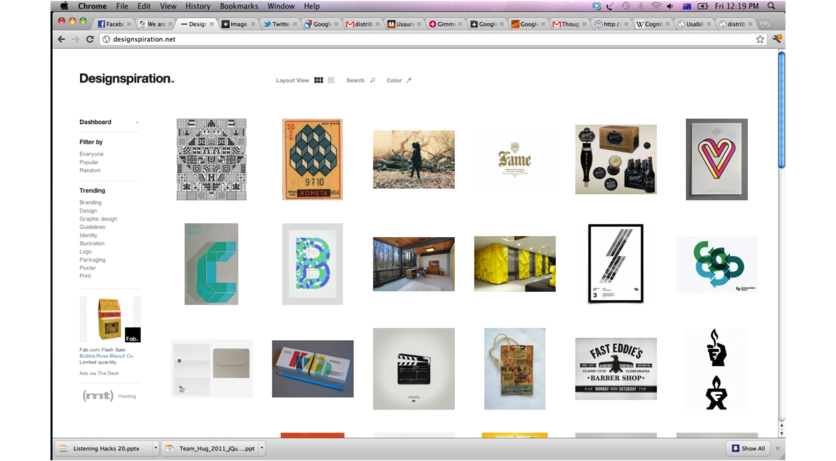 Chrome File Edit View History Bookmarks Window Help
Fri 12:19 PM
Faceb We are Design Image Twitte Google distrib Usaura Gimme Google Google Thoug http:/ Cognit Usabil distrib
designspiration.net
Designspiration
Layout View Search Color
Dashboard
Filter by
Everyone
Popular
Random
Trending
Branding
Design
Graphic design
Guidelines
Identity
Illustration
Logo
Packaging
Poster
Print
Fab.
Fab.com Flash Sale:
Bubba Rose Biscuit Co.
Limited quantity.
Ads via The Deck
(mt) Hosting
30
9 10
KOMETA
Fame
3
FAST EDDIE'S
BARBER SHOP
Listening Hacks 20.pptx
Team_Hug_2011_jQu....ppt
Show All